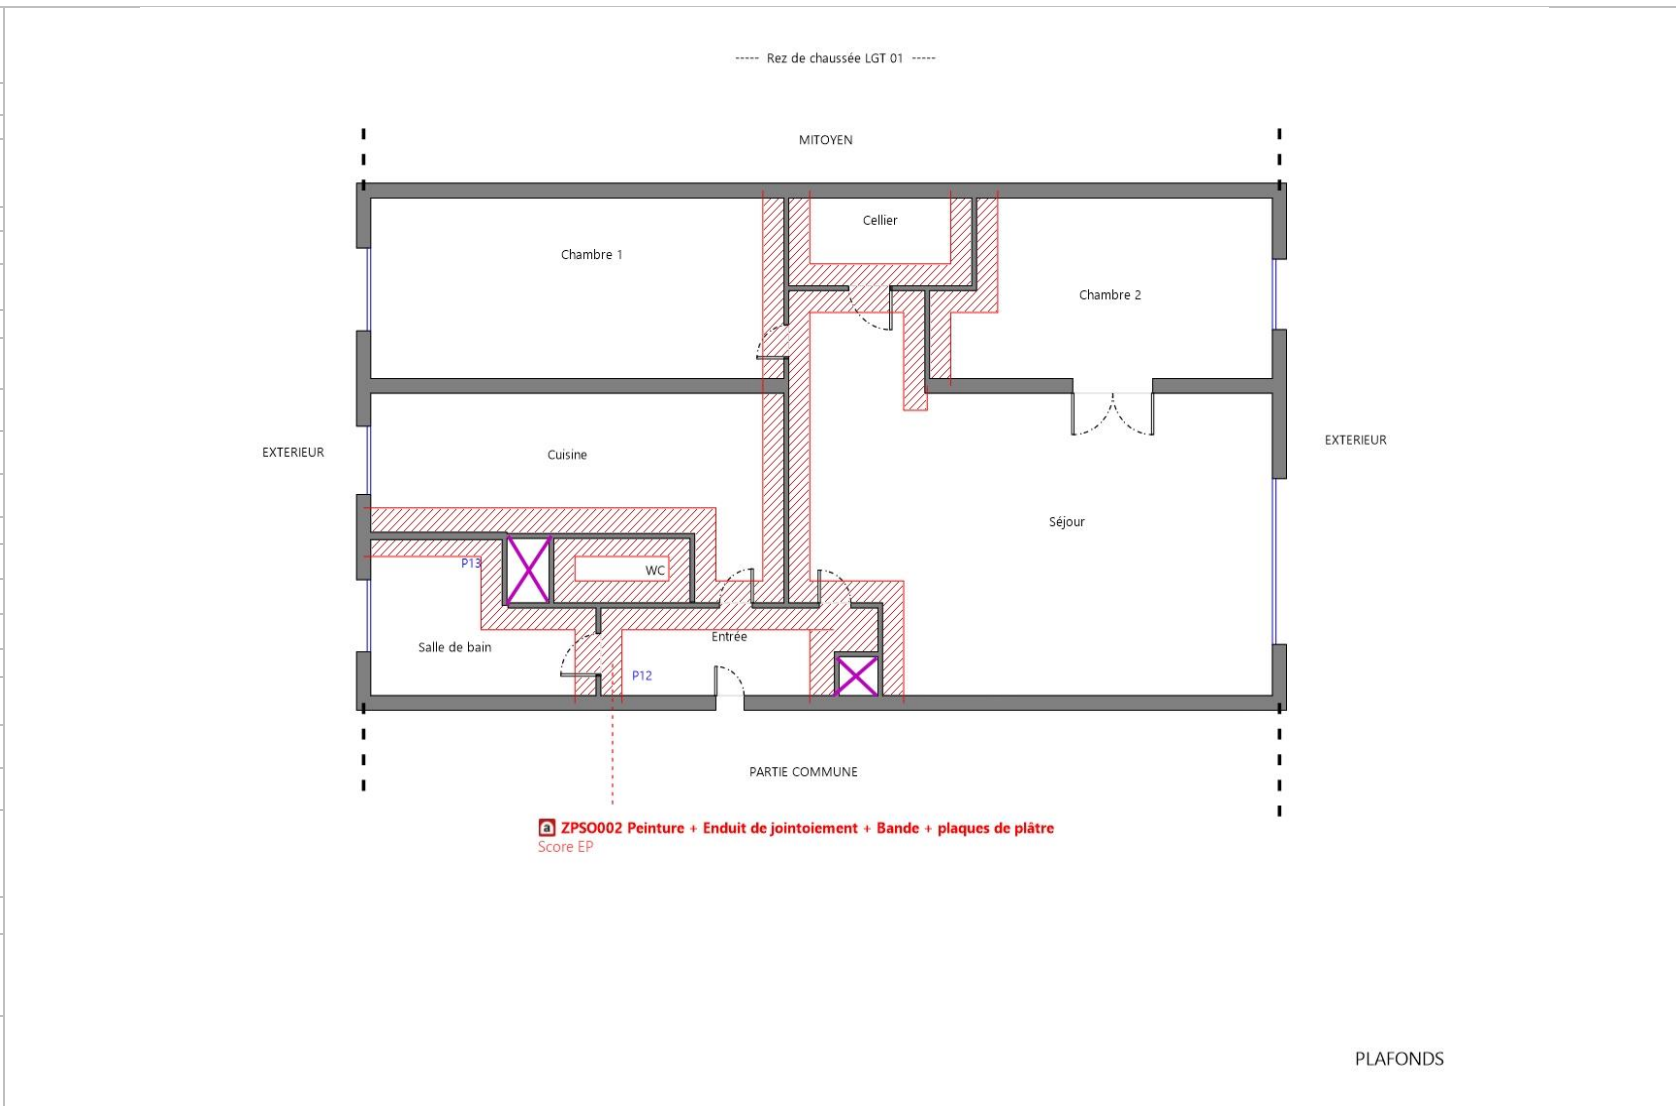 ----- Rez de chaussée LGT 01 -----
MITOYEN
Cellier
Chambre 1
Chambre 2
EXTERIEUR
EXTERIEUR
Cuisine
Séjour
P13
WC
Entrée
Salle de bain
P12
PARTIE COMMUNE
a ZPSO002 Peinture + Enduit de jointoiement + Bande + plaques de plâtre
Score EP
PLAFONDS